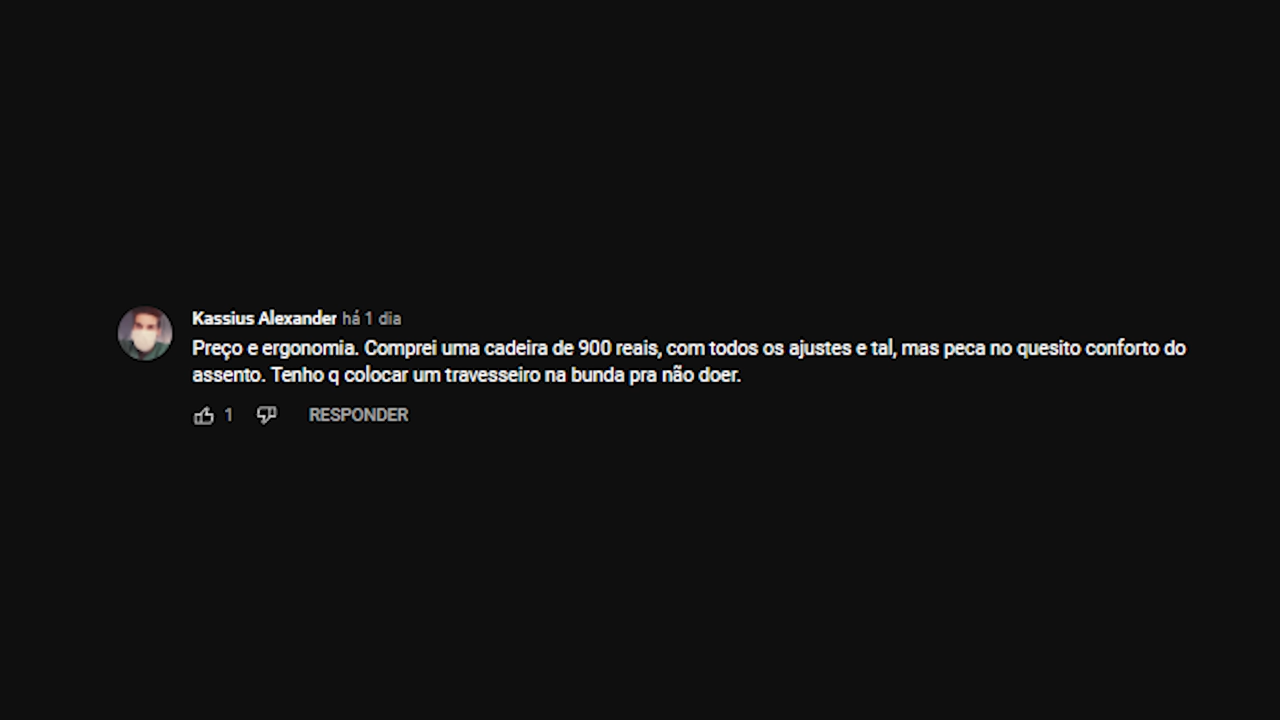 Kassius Alexander há 1 dia
Preço e ergonomia. Comprei uma cadeira de 900 reais, com todos os ajustes e tal, mas peca no quesito conforto do
assento. Tenho q colocar um travesseiro na bunda pra não doer.
1 RESPONDER